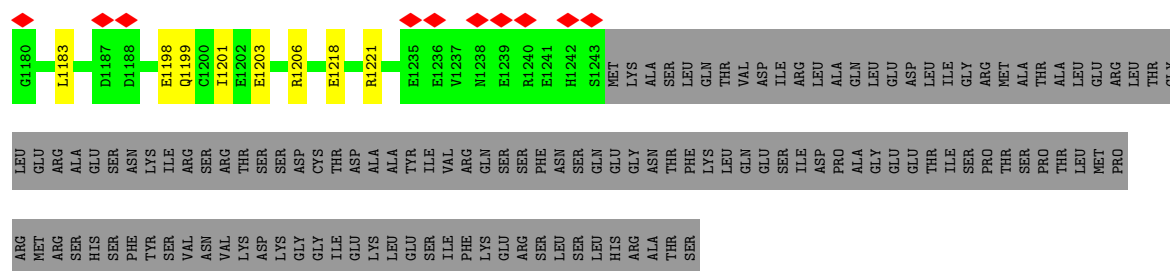 G1180 L1183 D1187 D1188 E1198 Q1199 C1200 I1201 E1202 E1203 R1206 E1218 R1221 E1235 E1236 V1237 N1238 E1239 R1240 E1241 H1242 S1243 MET LYS ALA SER LEU GLN THR VAL ASP ILE ARG LEU ALA GLN LEU GLU ASP LEU ILE GLY ARG MET ALA THR ALA LEU GLU ARG LEU THR GLY
LEU GLU ARG ALA GLU SER ASN LYS ILE ARG SER ARG THR SER SER ASP CYS THR ASP ALA ALA TYR ILE VAL ARG GLN SER SER PHE ASN SER GLN GLU GLY ASN THR PHE LYS LEU GLN GLU SER ILE ASP PRO ALA GLY GLU GLU THR ILE SER PRO THR SER PRO THR LEU MET PRO
ARG MET ARG SER HIS SER PHE TYR SER VAL ASN VAL LYS ASP LYS GLY GLY ILE GLU LYS LEU GLU SER ILE PHE LYS GLU ARG SER LEU SER LEU HIS ARG ALA THR SER